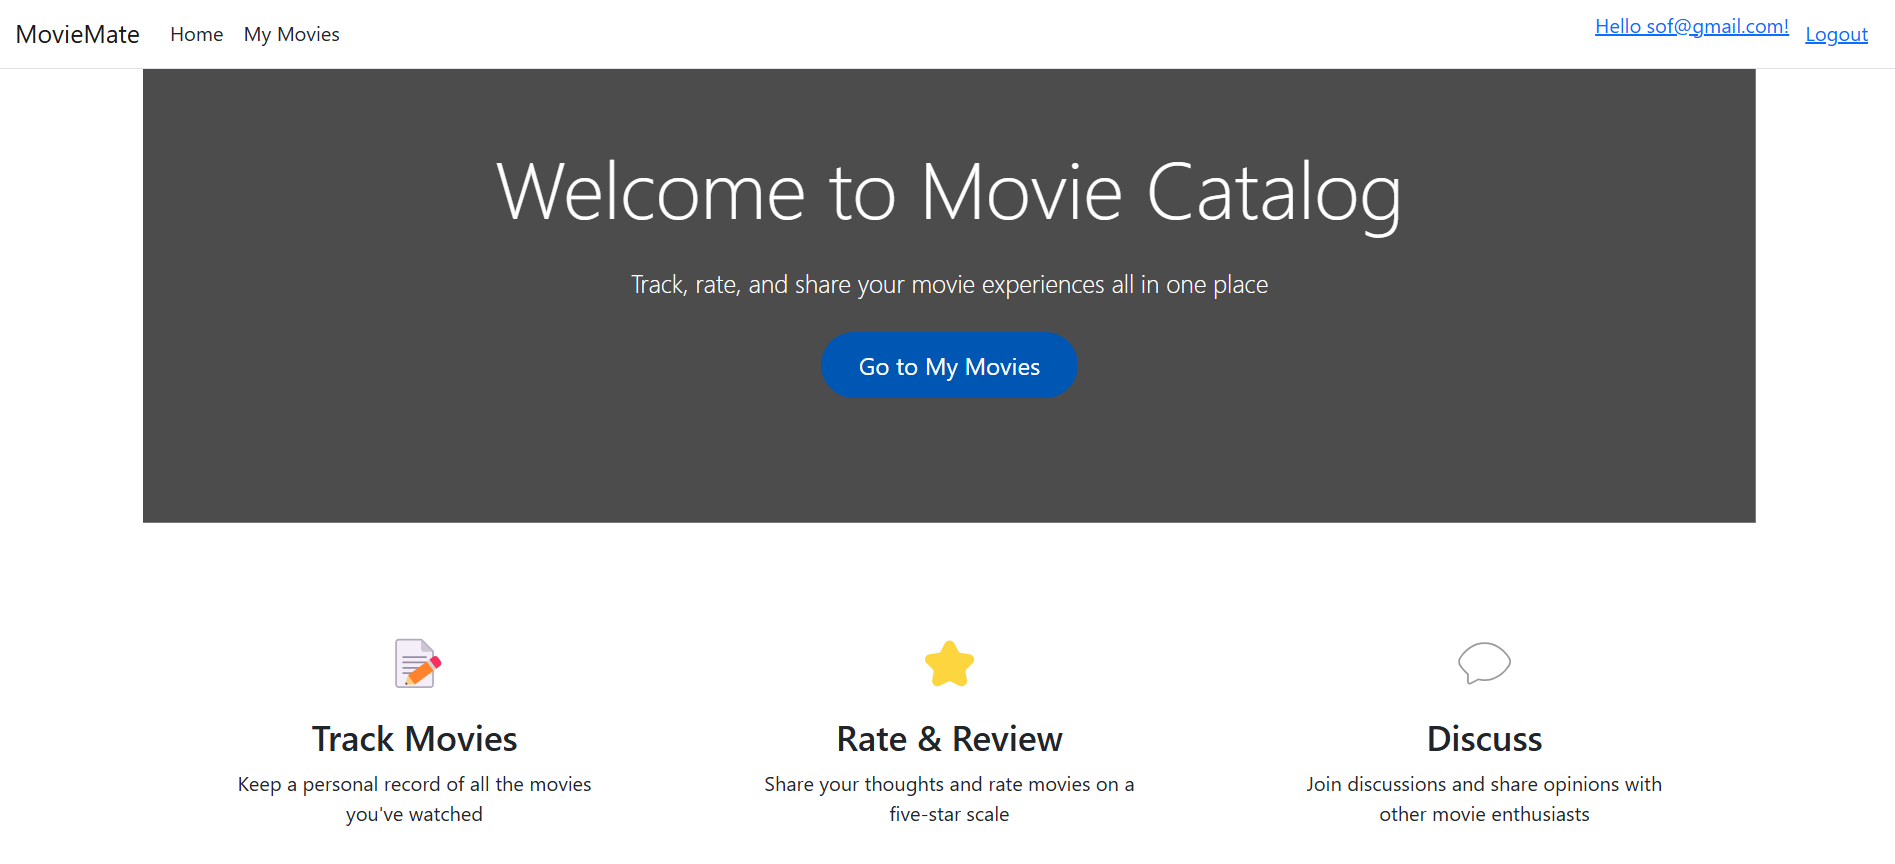 MovieMate Home My Movies Hello sof@gmail.com! Logout
Welcome to Movie Catalog
Track, rate, and share your movie experiences all in one place
Go to My Movies
Track Movies
Keep a personal record of all the movies
you've watched
Rate & Review
Share your thoughts and rate movies on a
five-star scale
Discuss
Join discussions and share opinions with
other movie enthusiasts